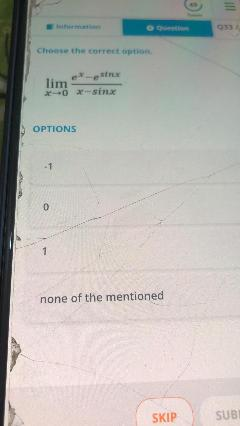 Information
Question
Q33
Choose the correct option.
lim x→0 (e^x − e^sinx)/(x − sinx)
OPTIONS
-1
0
1
none of the mentioned
SKIP
SUB